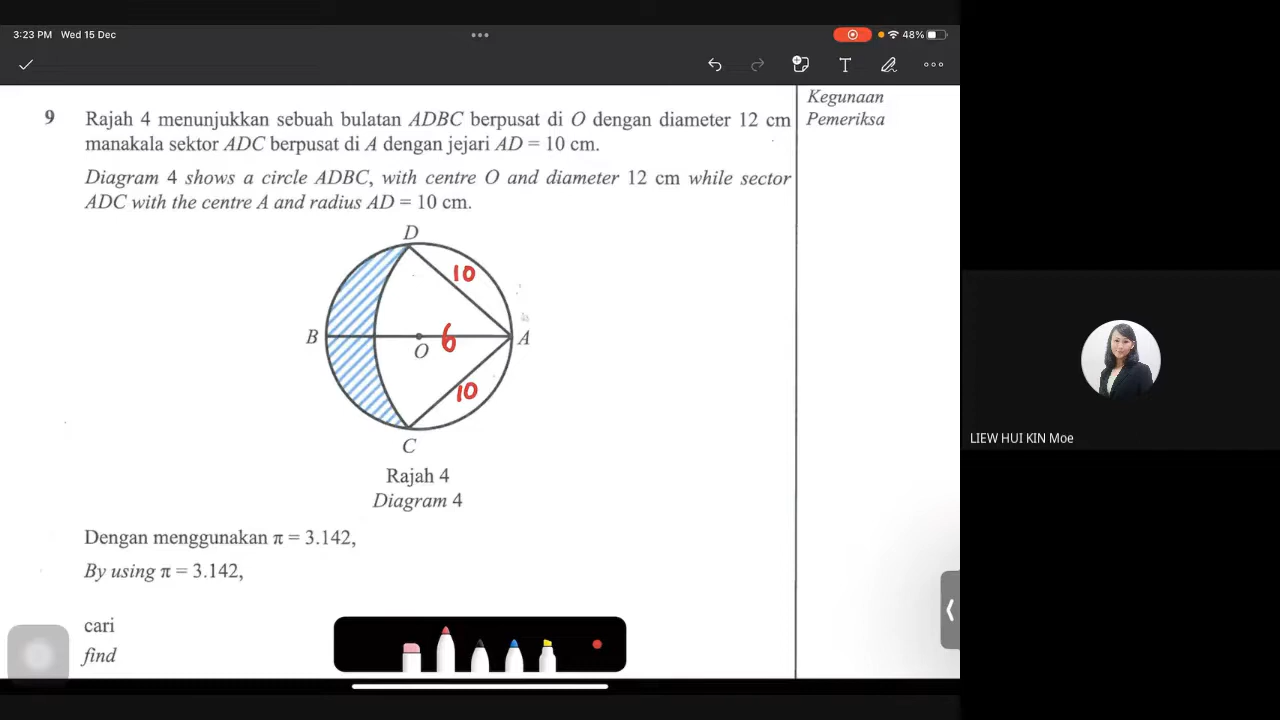 3:23 PM Wed 15 Dec
48%
T
Kegunaan
Pemeriksa
9 Rajah 4 menunjukkan sebuah bulatan ADBC berpusat di O dengan diameter 12 cm
manakala sektor ADC berpusat di A dengan jejari AD = 10 cm.
Diagram 4 shows a circle ADBC, with centre O and diameter 12 cm while sector
ADC with the centre A and radius AD = 10 cm.
D
10
B
O
6
A
10
C
Rajah 4
Diagram 4
Dengan menggunakan π = 3.142,
By using π = 3.142,
cari
find
LIEW HUI KIN Moe